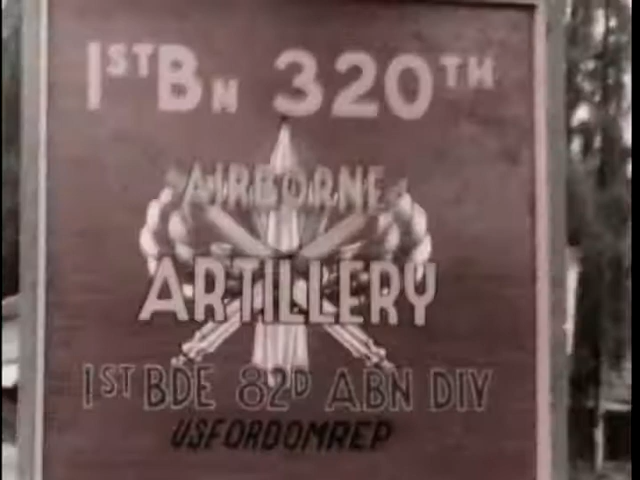 1ST BN 320TH
AIRBORNE
ARTILLERY
1ST BDE 82D ABN DIV
USFORDOMREP